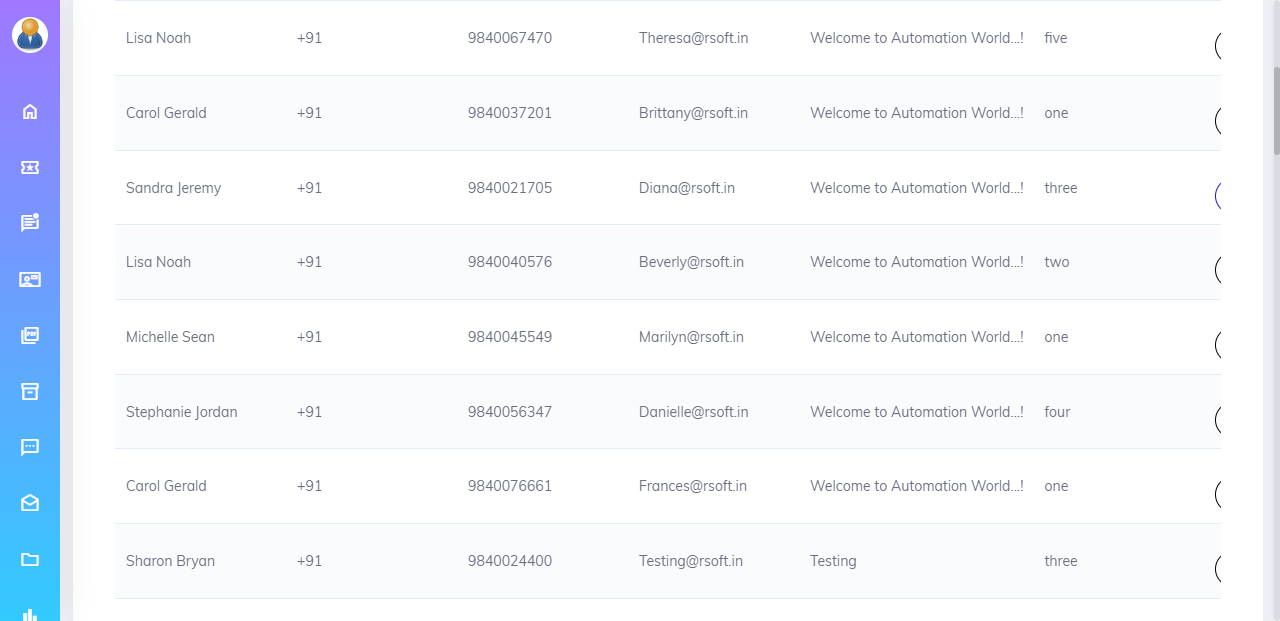 Lisa Noah +91 9840067470 Theresa@rsoft.in Welcome to Automation World...! five
Carol Gerald +91 9840037201 Brittany@rsoft.in Welcome to Automation World...! one
Sandra Jeremy +91 9840021705 Diana@rsoft.in Welcome to Automation World...! three
Lisa Noah +91 9840040576 Beverly@rsoft.in Welcome to Automation World...! two
Michelle Sean +91 9840045549 Marilyn@rsoft.in Welcome to Automation World...! one
Stephanie Jordan +91 9840056347 Danielle@rsoft.in Welcome to Automation World...! four
Carol Gerald +91 9840076661 Frances@rsoft.in Welcome to Automation World...! one
Sharon Bryan +91 9840024400 Testing@rsoft.in Testing three